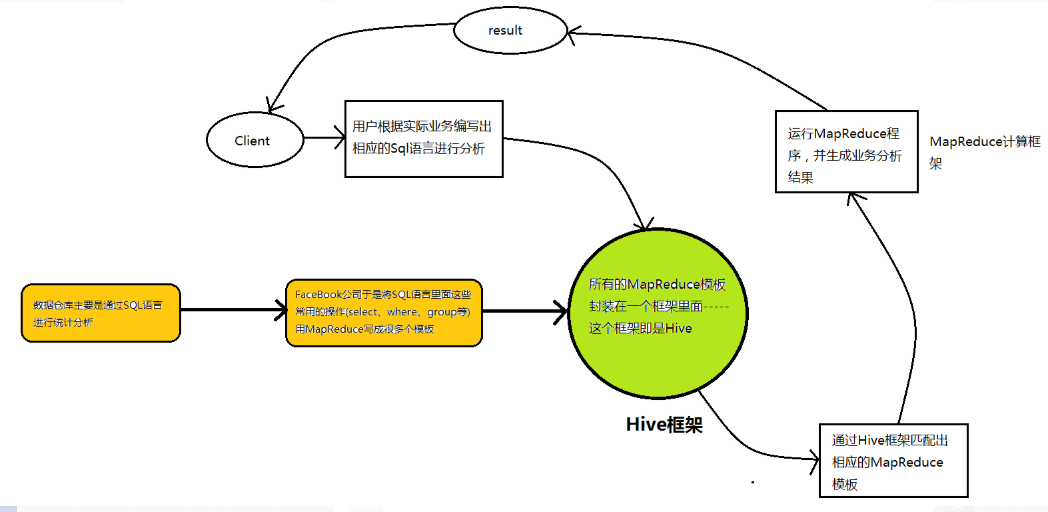 result
Client
用户根据实际业务编写出
相应的Sql语言进行分析
运行MapReduce程
序，并生成业务分析
结果
MapReduce计算框
架
数据仓库主要是通过SQL语言
进行统计分析
FaceBook公司于是将SQL语言里面这些
常用的操作(select、where、group等)
用MapReduce写成很多个模板
所有的MapReduce模板
封装在一个框架里面-----
这个框架即是Hive
Hive框架
通过Hive框架匹配出
相应的MapReduce
模板